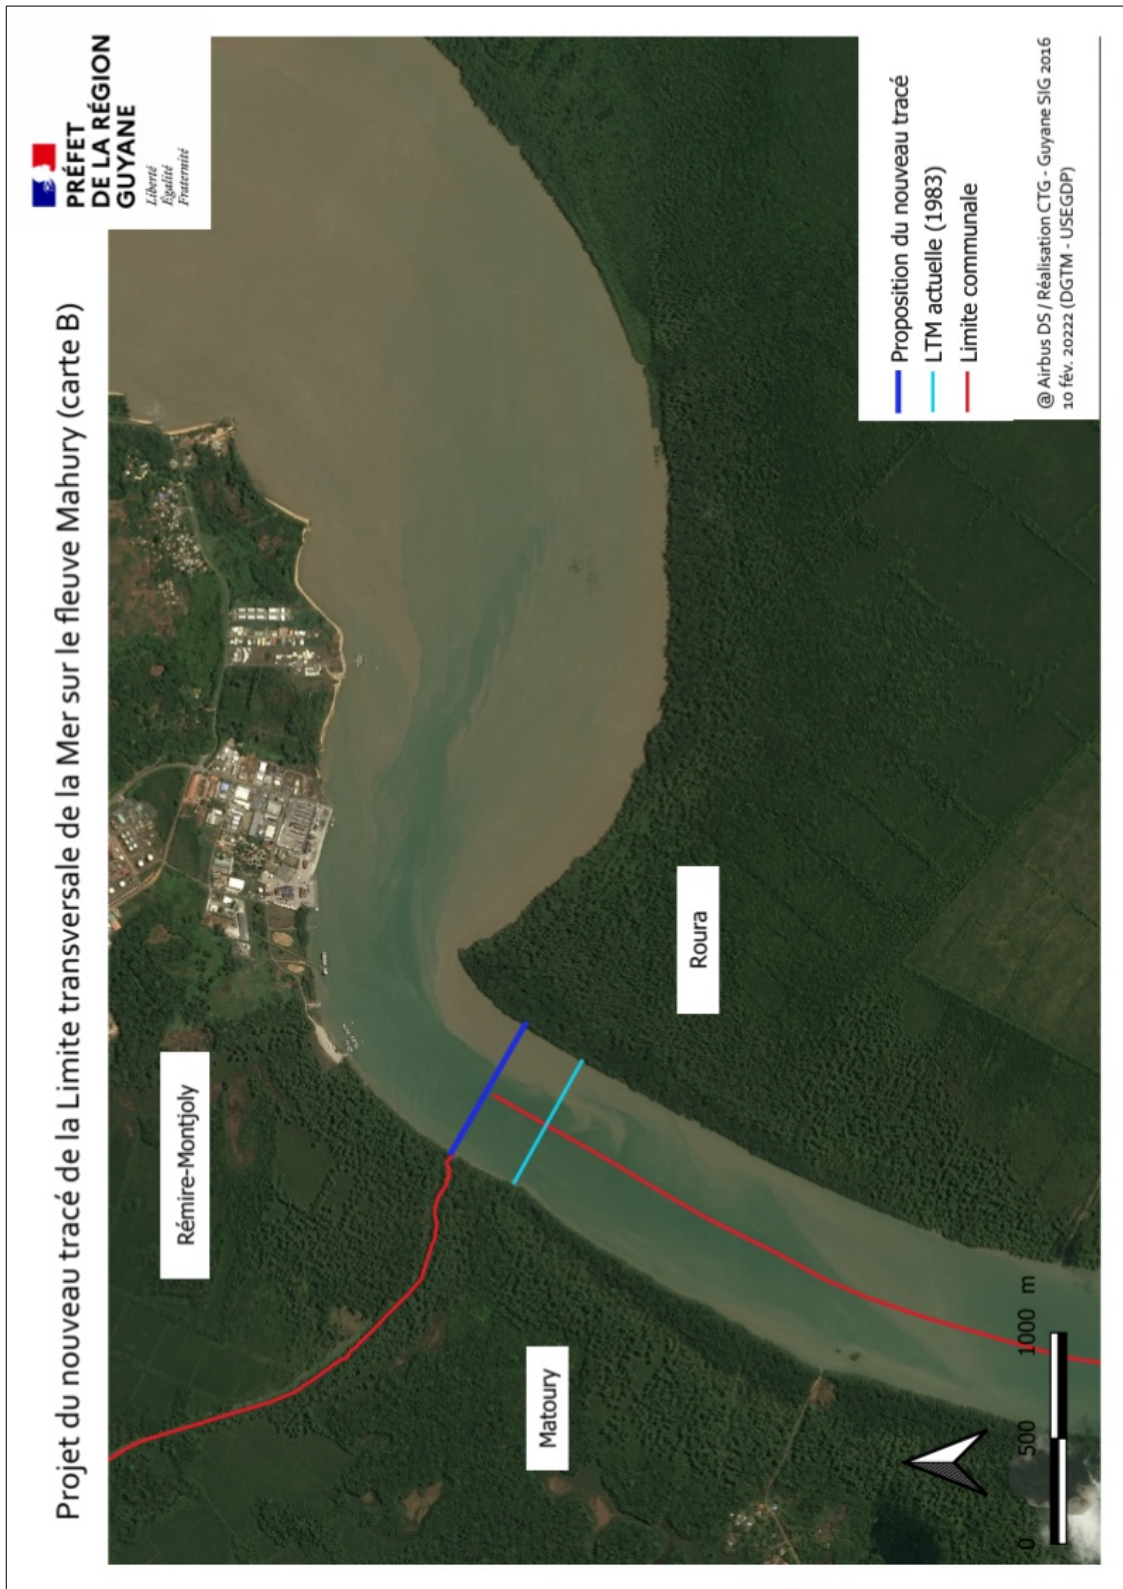 Projet du nouveau tracé de la Limite transversale de la Mer sur le fleuve Mahury (carte B)
PRÉFET
DE LA RÉGION
GUYANE
Liberté
Égalité
Fraternité
Rémire-Montjoly
Matoury
Roura
Proposition du nouveau tracé
LTM actuelle (1983)
Limite communale
0 500 1000 m
@ Airbus DS / Réalisation CTG - Guyane SIG 2016
10 fév. 20222 (DGTM - USEGDP)